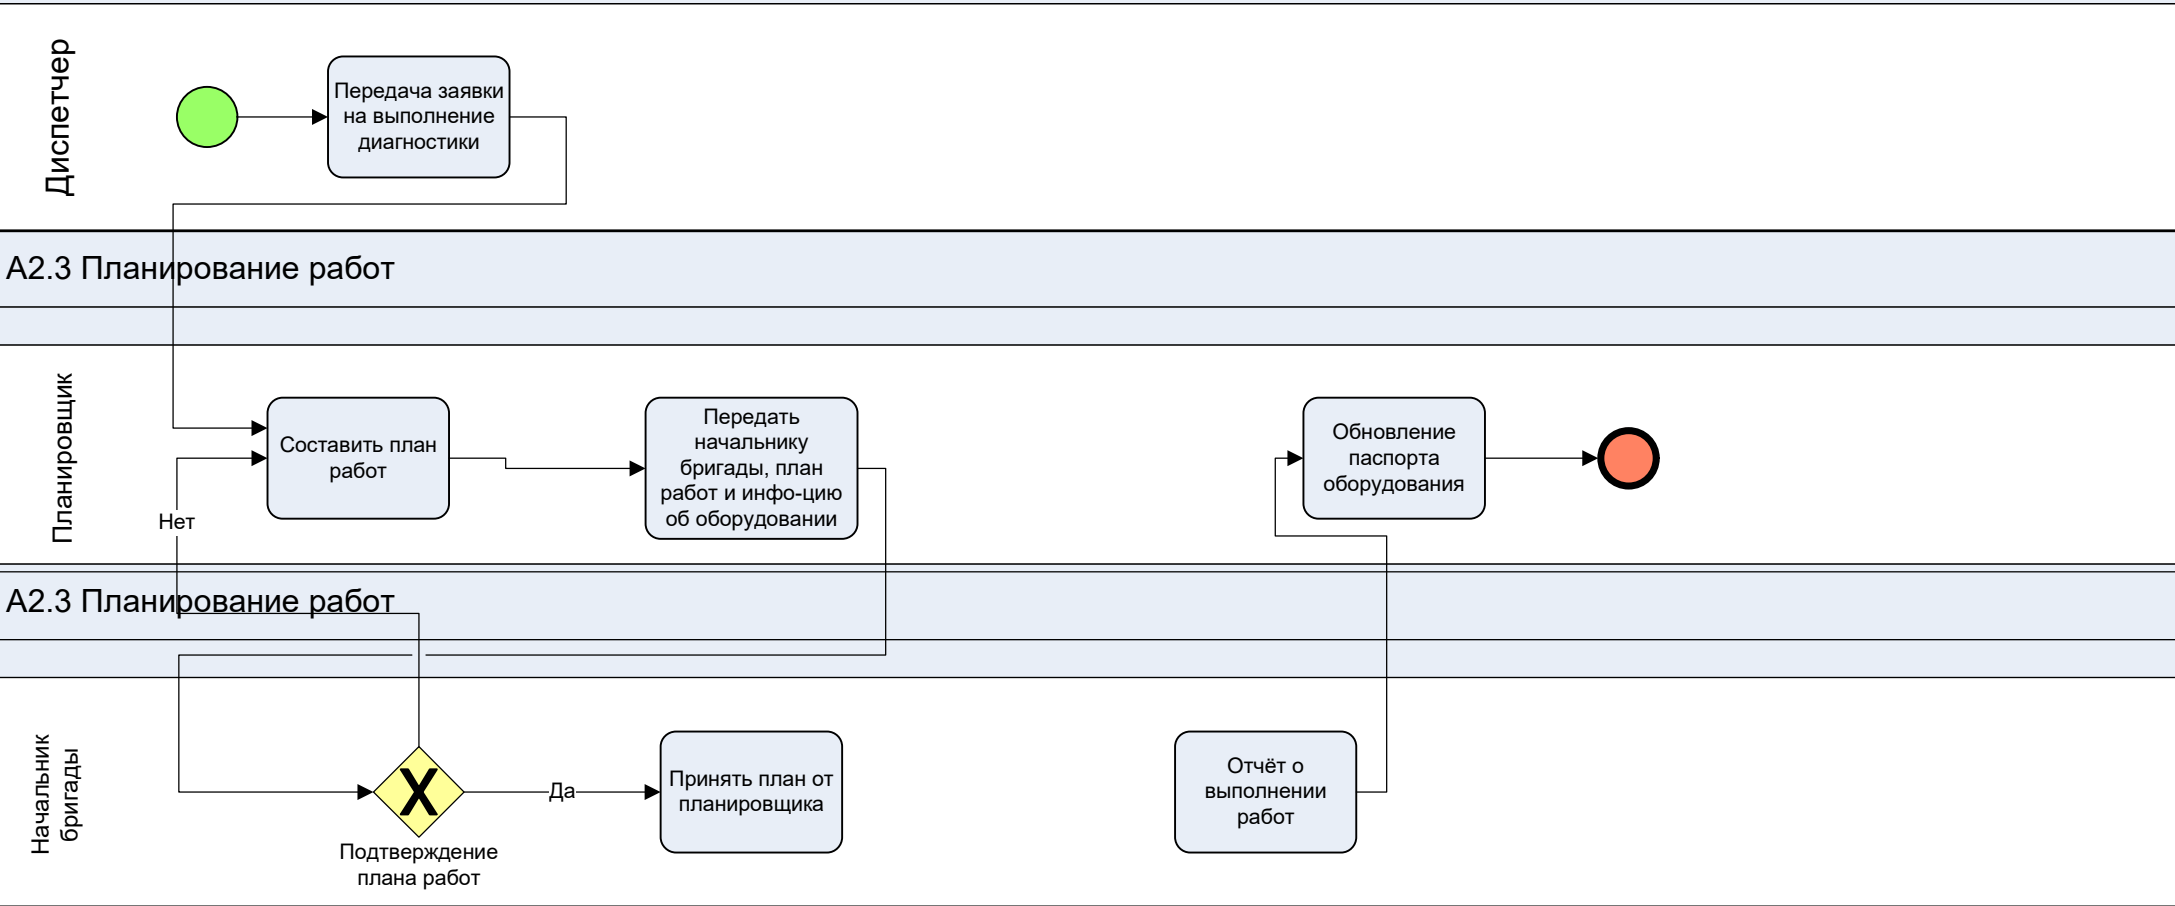 Диспетчер
Передача заявки
на выполнение
диагностики
А2.3 Планирование работ
Планировщик
Составить план
работ
Передать
начальнику
бригады, план
работ и инфо-цию
об оборудовании
Обновление
паспорта
оборудования
Нет
А2.3 Планирование работ
Начальник
бригады
X
Подтверждение
плана работ
Да
Принять план от
планировщика
Отчёт о
выполнении
работ